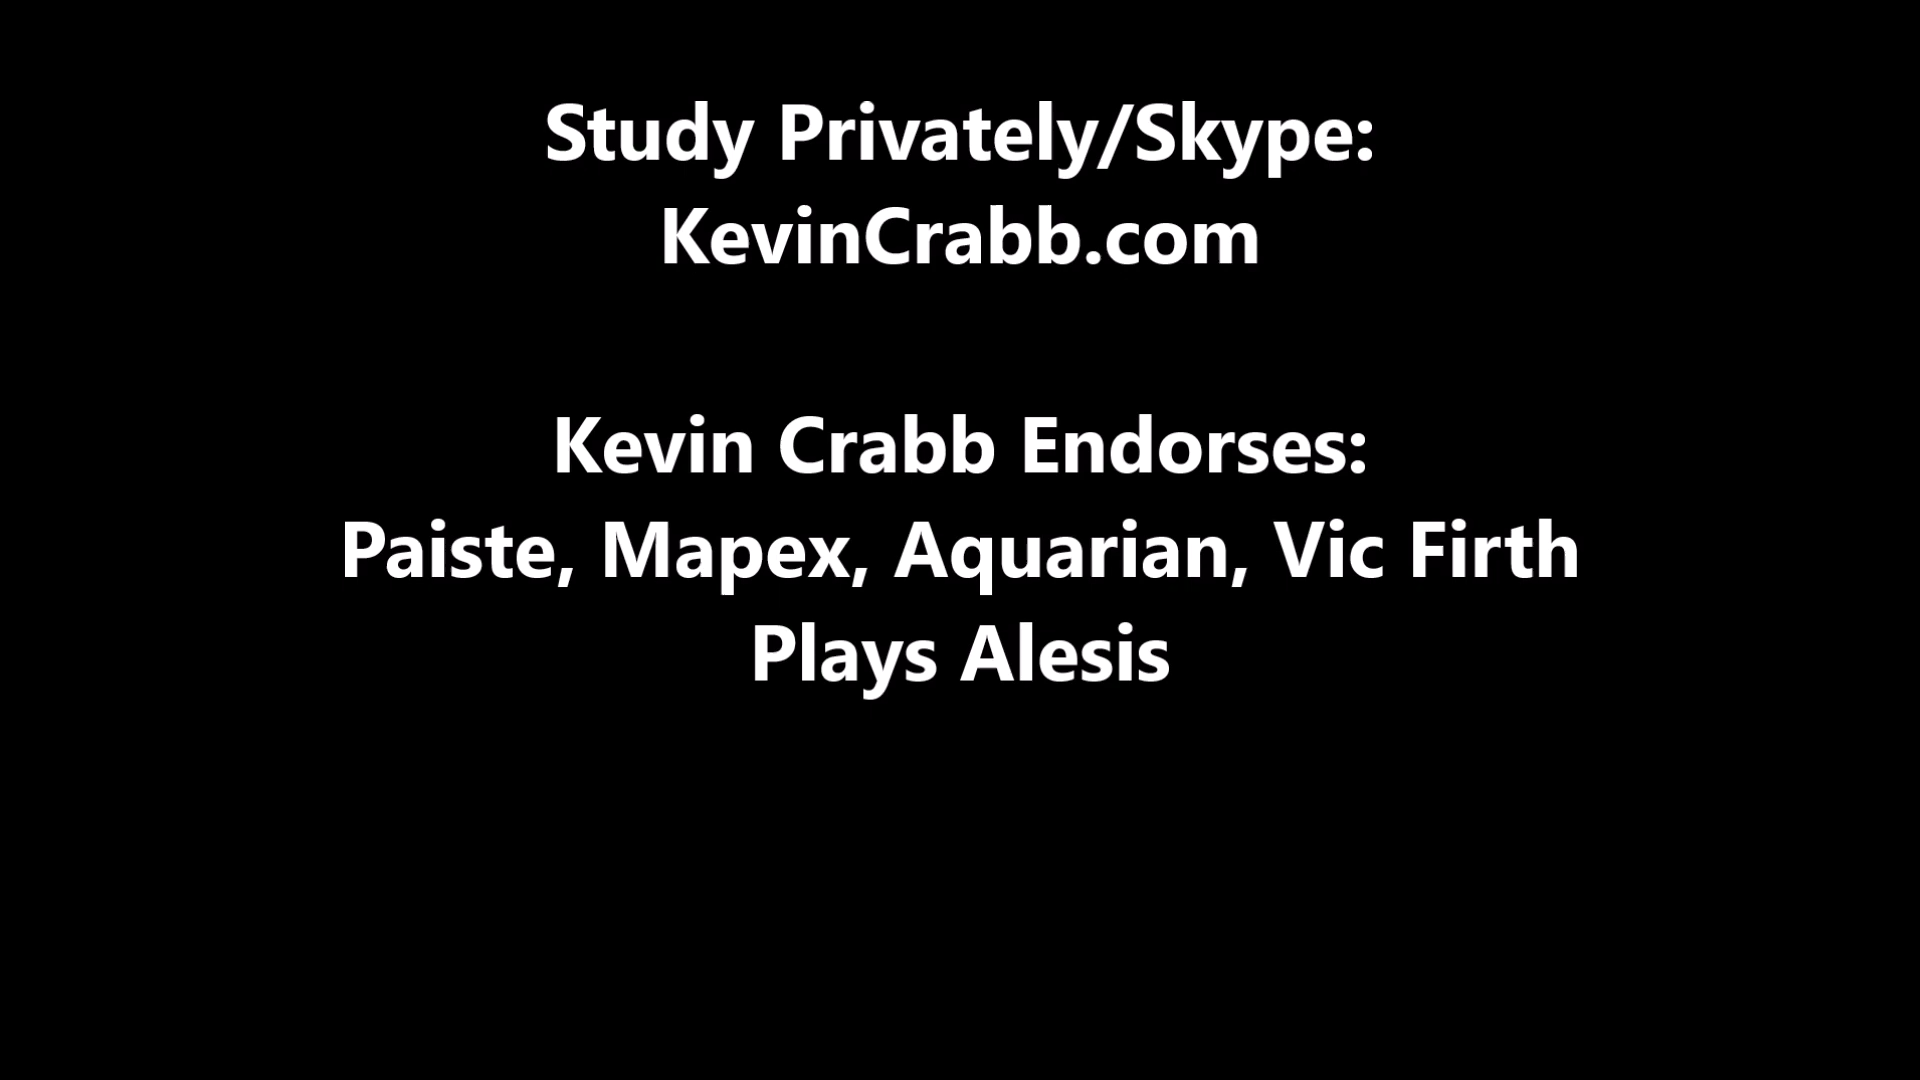 Study Privately/Skype:
KevinCrabb.com
Kevin Crabb Endorses:
Paiste, Mapex, Aquarian, Vic Firth
Plays Alesis